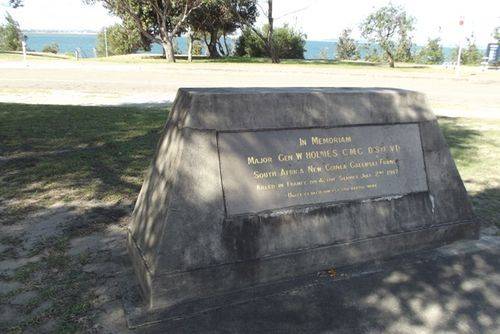 IN MEMORIAM
MAJOR GEN W HOLMES C.M.G D.S.O V.D
SOUTH AFRICA NEW GUINEA GALLIPOLI FRANCE
KILLED IN FRANCE ON ACTIVE SERVICE JULY 2ND 1917